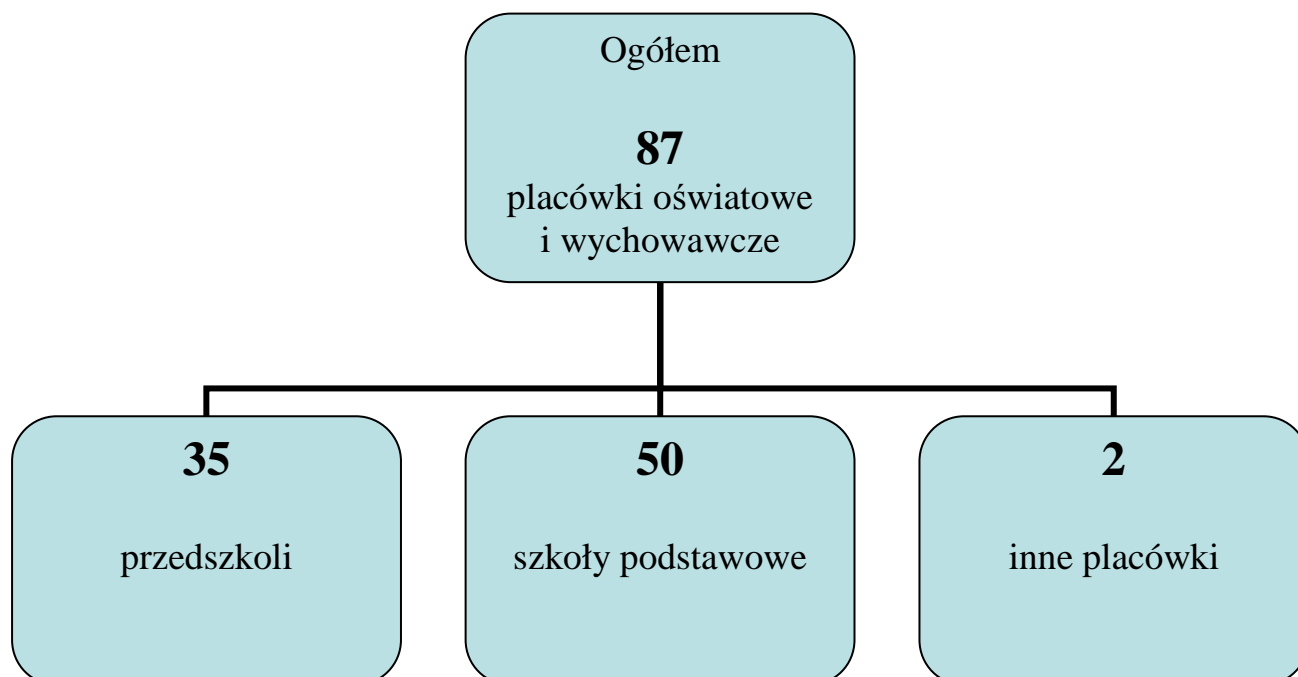 Ogółem
87
placówki oświatowe
i wychowawcze
35
przedszkoli
50
szkoły podstawowe
2
inne placówki